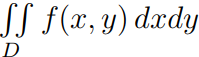 ∬_D f(x, y) dxdy